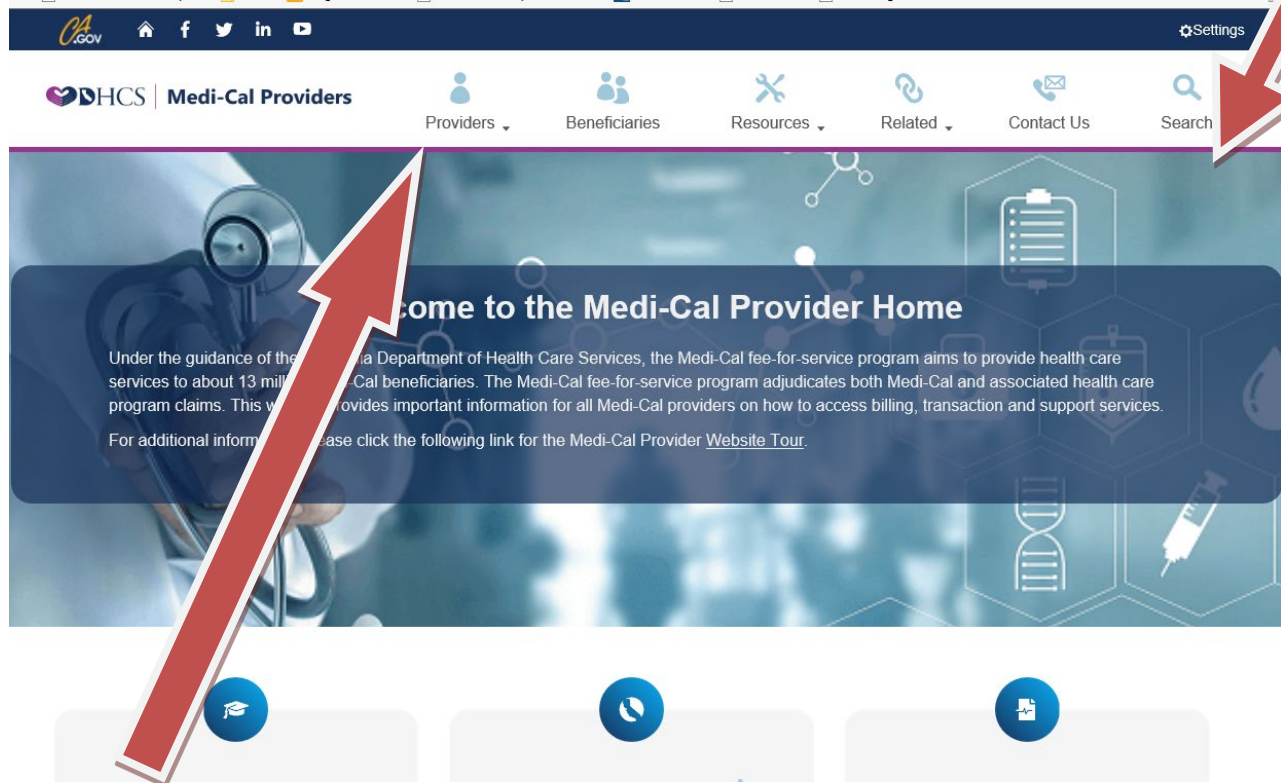 CA.GOV
Settings
DHCS | Medi-Cal Providers
Providers
Beneficiaries
Resources
Related
Contact Us
Search
come to the Medi-Cal Provider Home
Under the guidance of the ia Department of Health Care Services, the Medi-Cal fee-for-service program aims to provide health care
services to about 13 mill -Cal beneficiaries. The Medi-Cal fee-for-service program adjudicates both Medi-Cal and associated health care
program claims. This w rovides important information for all Medi-Cal providers on how to access billing, transaction and support services.
For additional inform ease click the following link for the Medi-Cal Provider Website Tour.